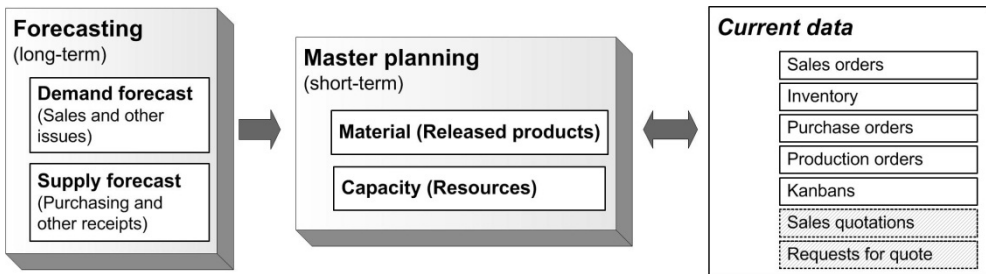 Forecasting
(long-term)
Demand forecast
(Sales and other
issues)
Supply forecast
(Purchasing and
other receipts)
Master planning
(short-term)
Material (Released products)
Capacity (Resources)
Current data
Sales orders
Inventory
Purchase orders
Production orders
Kanbans
Sales quotations
Requests for quote